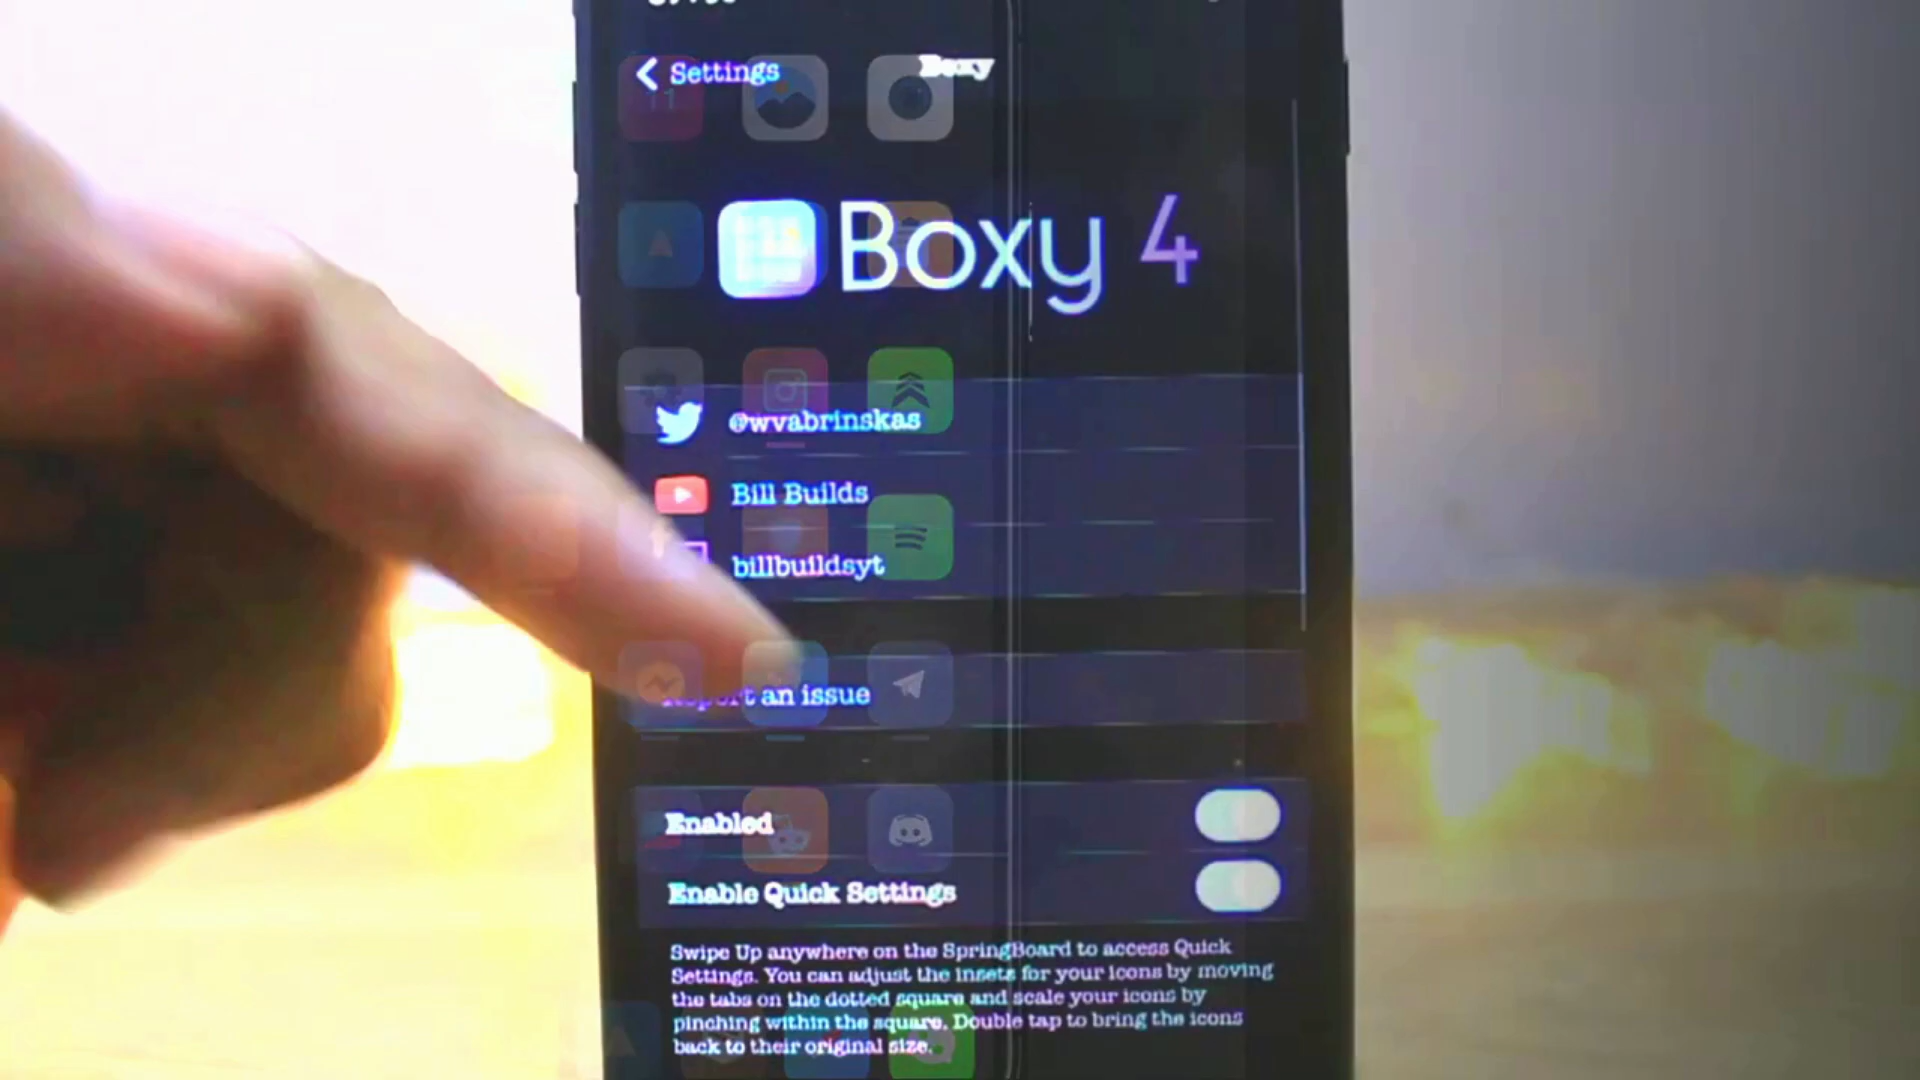 Settings
Boxy
Boxy 4
@wvabrinskas
Bill Builds
billbuildsyt
Report an issue
Enabled
Enable Quick Settings
Swipe Up anywhere on the SpringBoard to access Quick
Settings. You can adjust the insets for your icons by moving
the tabs on the dotted square and scale your icons by
pinching within the square. Double tap to bring the icons
back to their original size.